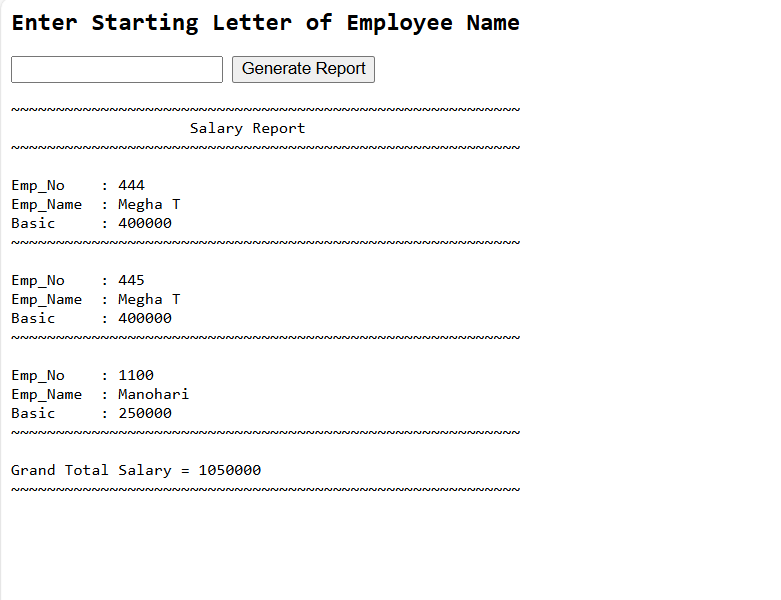 Enter Starting Letter of Employee Name
Generate Report
~~~~~~~~~~~~~~~~~~~~~~~~~~~~~~~~~~~~~~~~~~~~~~~~~~~~~~~~~
Salary Report
~~~~~~~~~~~~~~~~~~~~~~~~~~~~~~~~~~~~~~~~~~~~~~~~~~~~~~~~~
Emp_No    : 444
Emp_Name  : Megha T
Basic     : 400000
~~~~~~~~~~~~~~~~~~~~~~~~~~~~~~~~~~~~~~~~~~~~~~~~~~~~~~~~~
Emp_No    : 445
Emp_Name  : Megha T
Basic     : 400000
~~~~~~~~~~~~~~~~~~~~~~~~~~~~~~~~~~~~~~~~~~~~~~~~~~~~~~~~~
Emp_No    : 1100
Emp_Name  : Manohari
Basic     : 250000
~~~~~~~~~~~~~~~~~~~~~~~~~~~~~~~~~~~~~~~~~~~~~~~~~~~~~~~~~
Grand Total Salary = 1050000
~~~~~~~~~~~~~~~~~~~~~~~~~~~~~~~~~~~~~~~~~~~~~~~~~~~~~~~~~